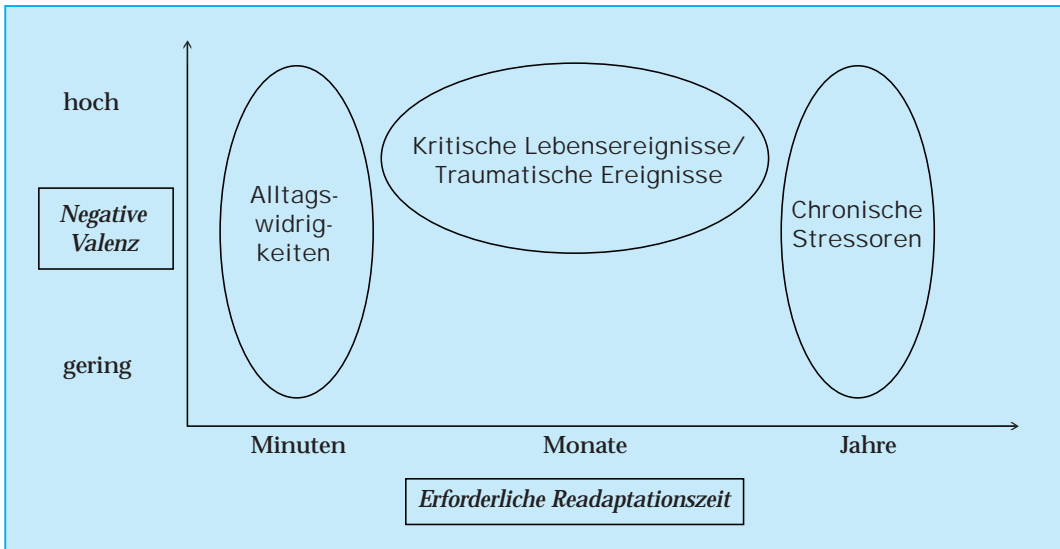 hoch
Negative
Valenz
gering
Alltags-
widrig-
keiten
Kritische Lebensereignisse/
Traumatische Ereignisse
Chronische
Stressoren
Minuten
Monate
Jahre
Erforderliche Readaptationszeit